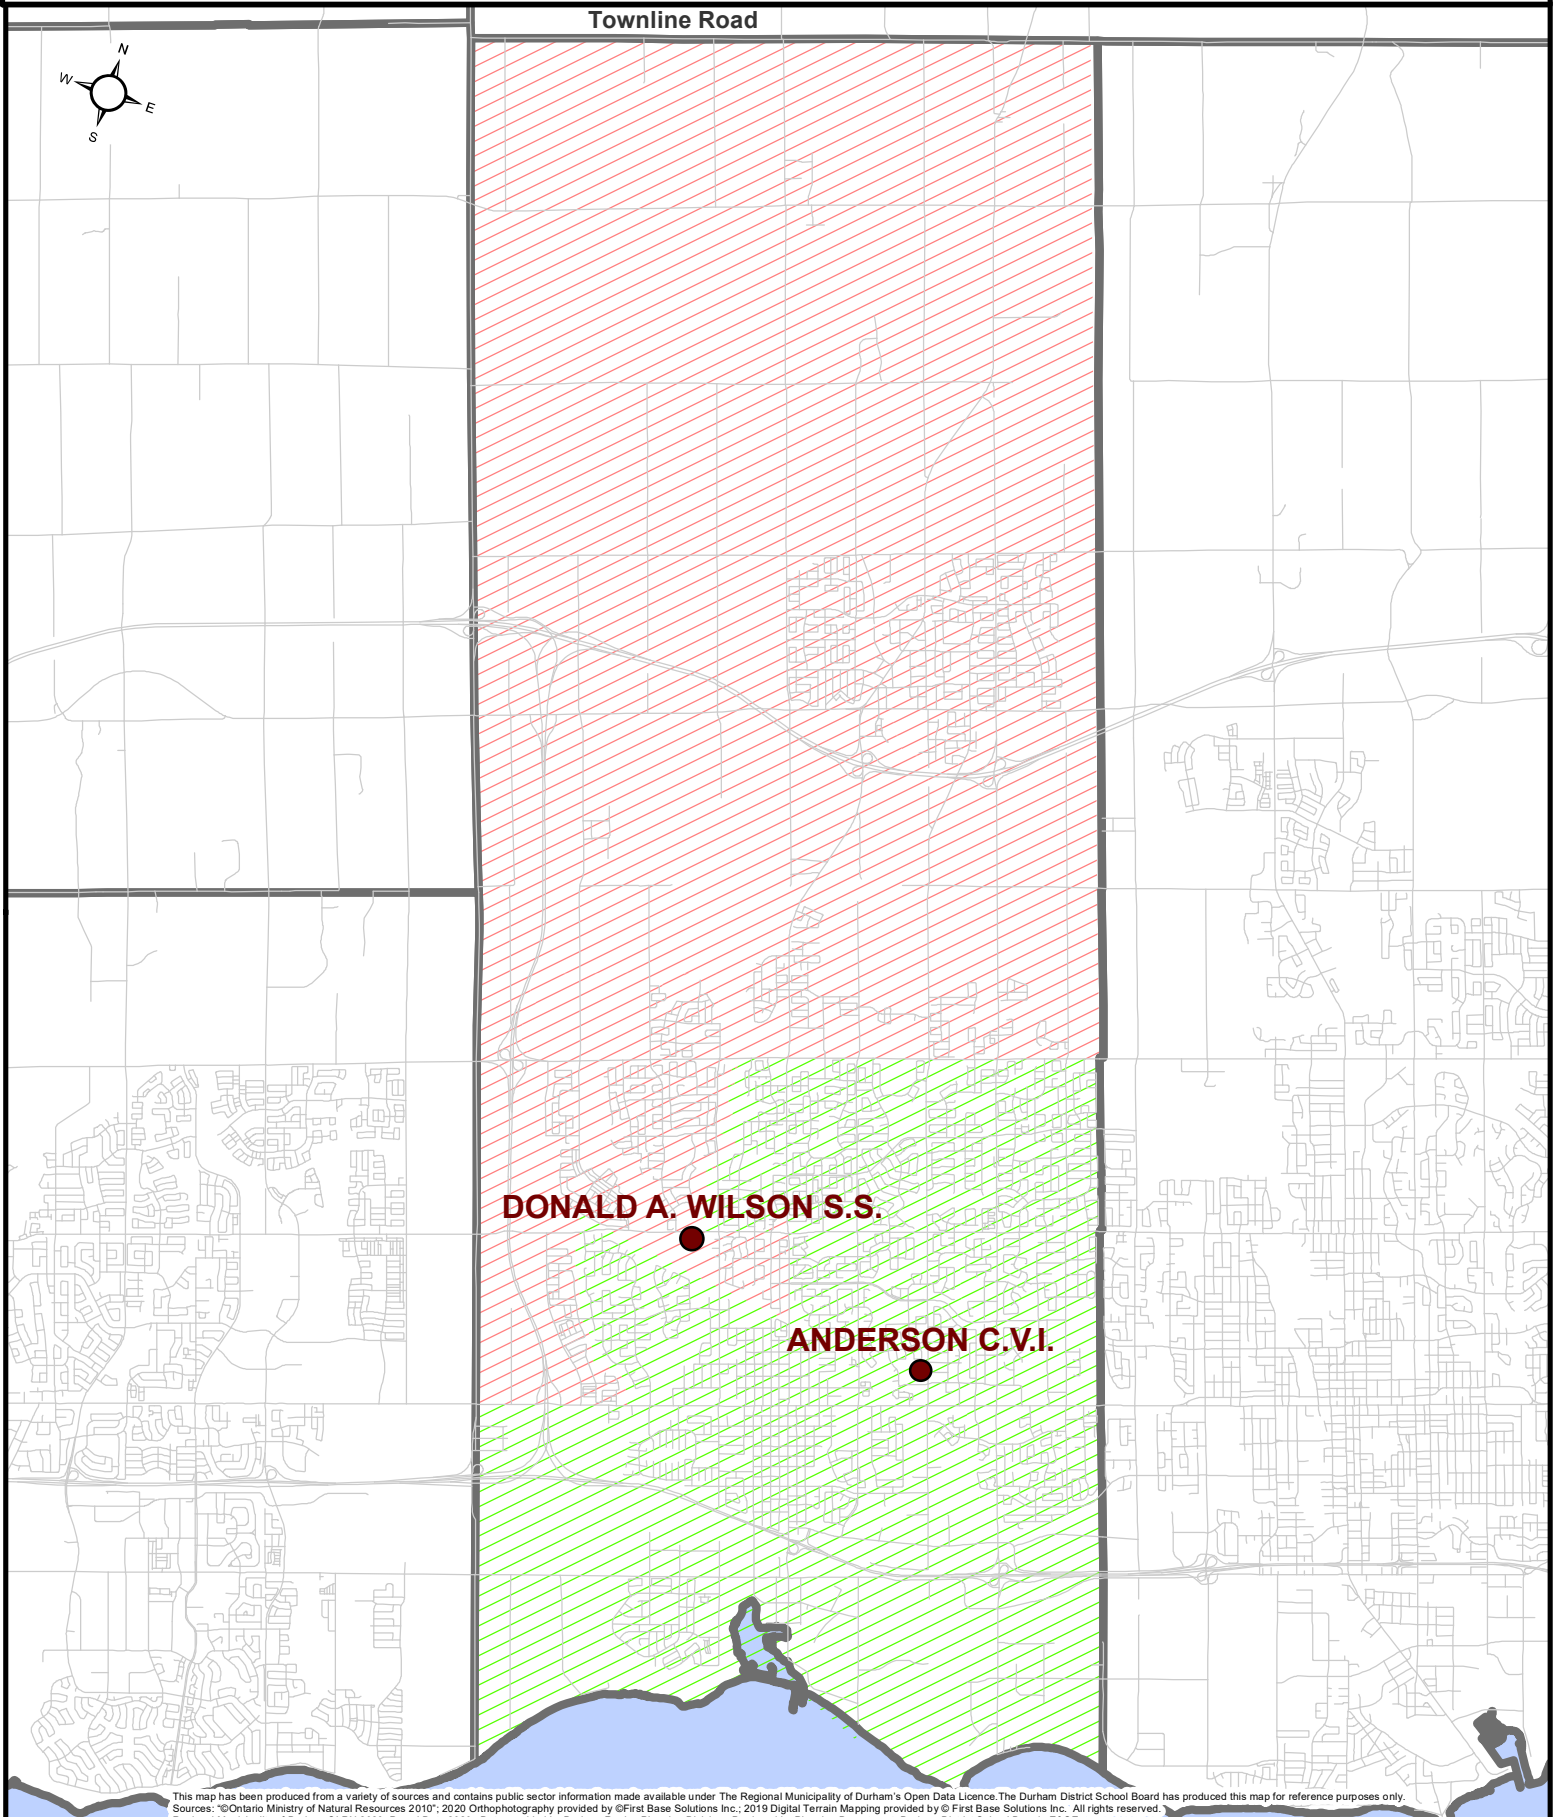 Townline Road
N
W
E
S
DONALD A. WILSON S.S.
ANDERSON C.V.I.
This map has been produced from a variety of sources and contains public sector information made available under The Regional Municipality of Durham's Open Data Licence.The Durham District School Board has produced this map for reference purposes only.
Sources: "©Ontario Ministry of Natural Resources 2010"; 2020 Orthophotography provided by ©First Base Solutions Inc.; 2019 Digital Terrain Mapping provided by © First Base Solutions Inc. All rights reserved.